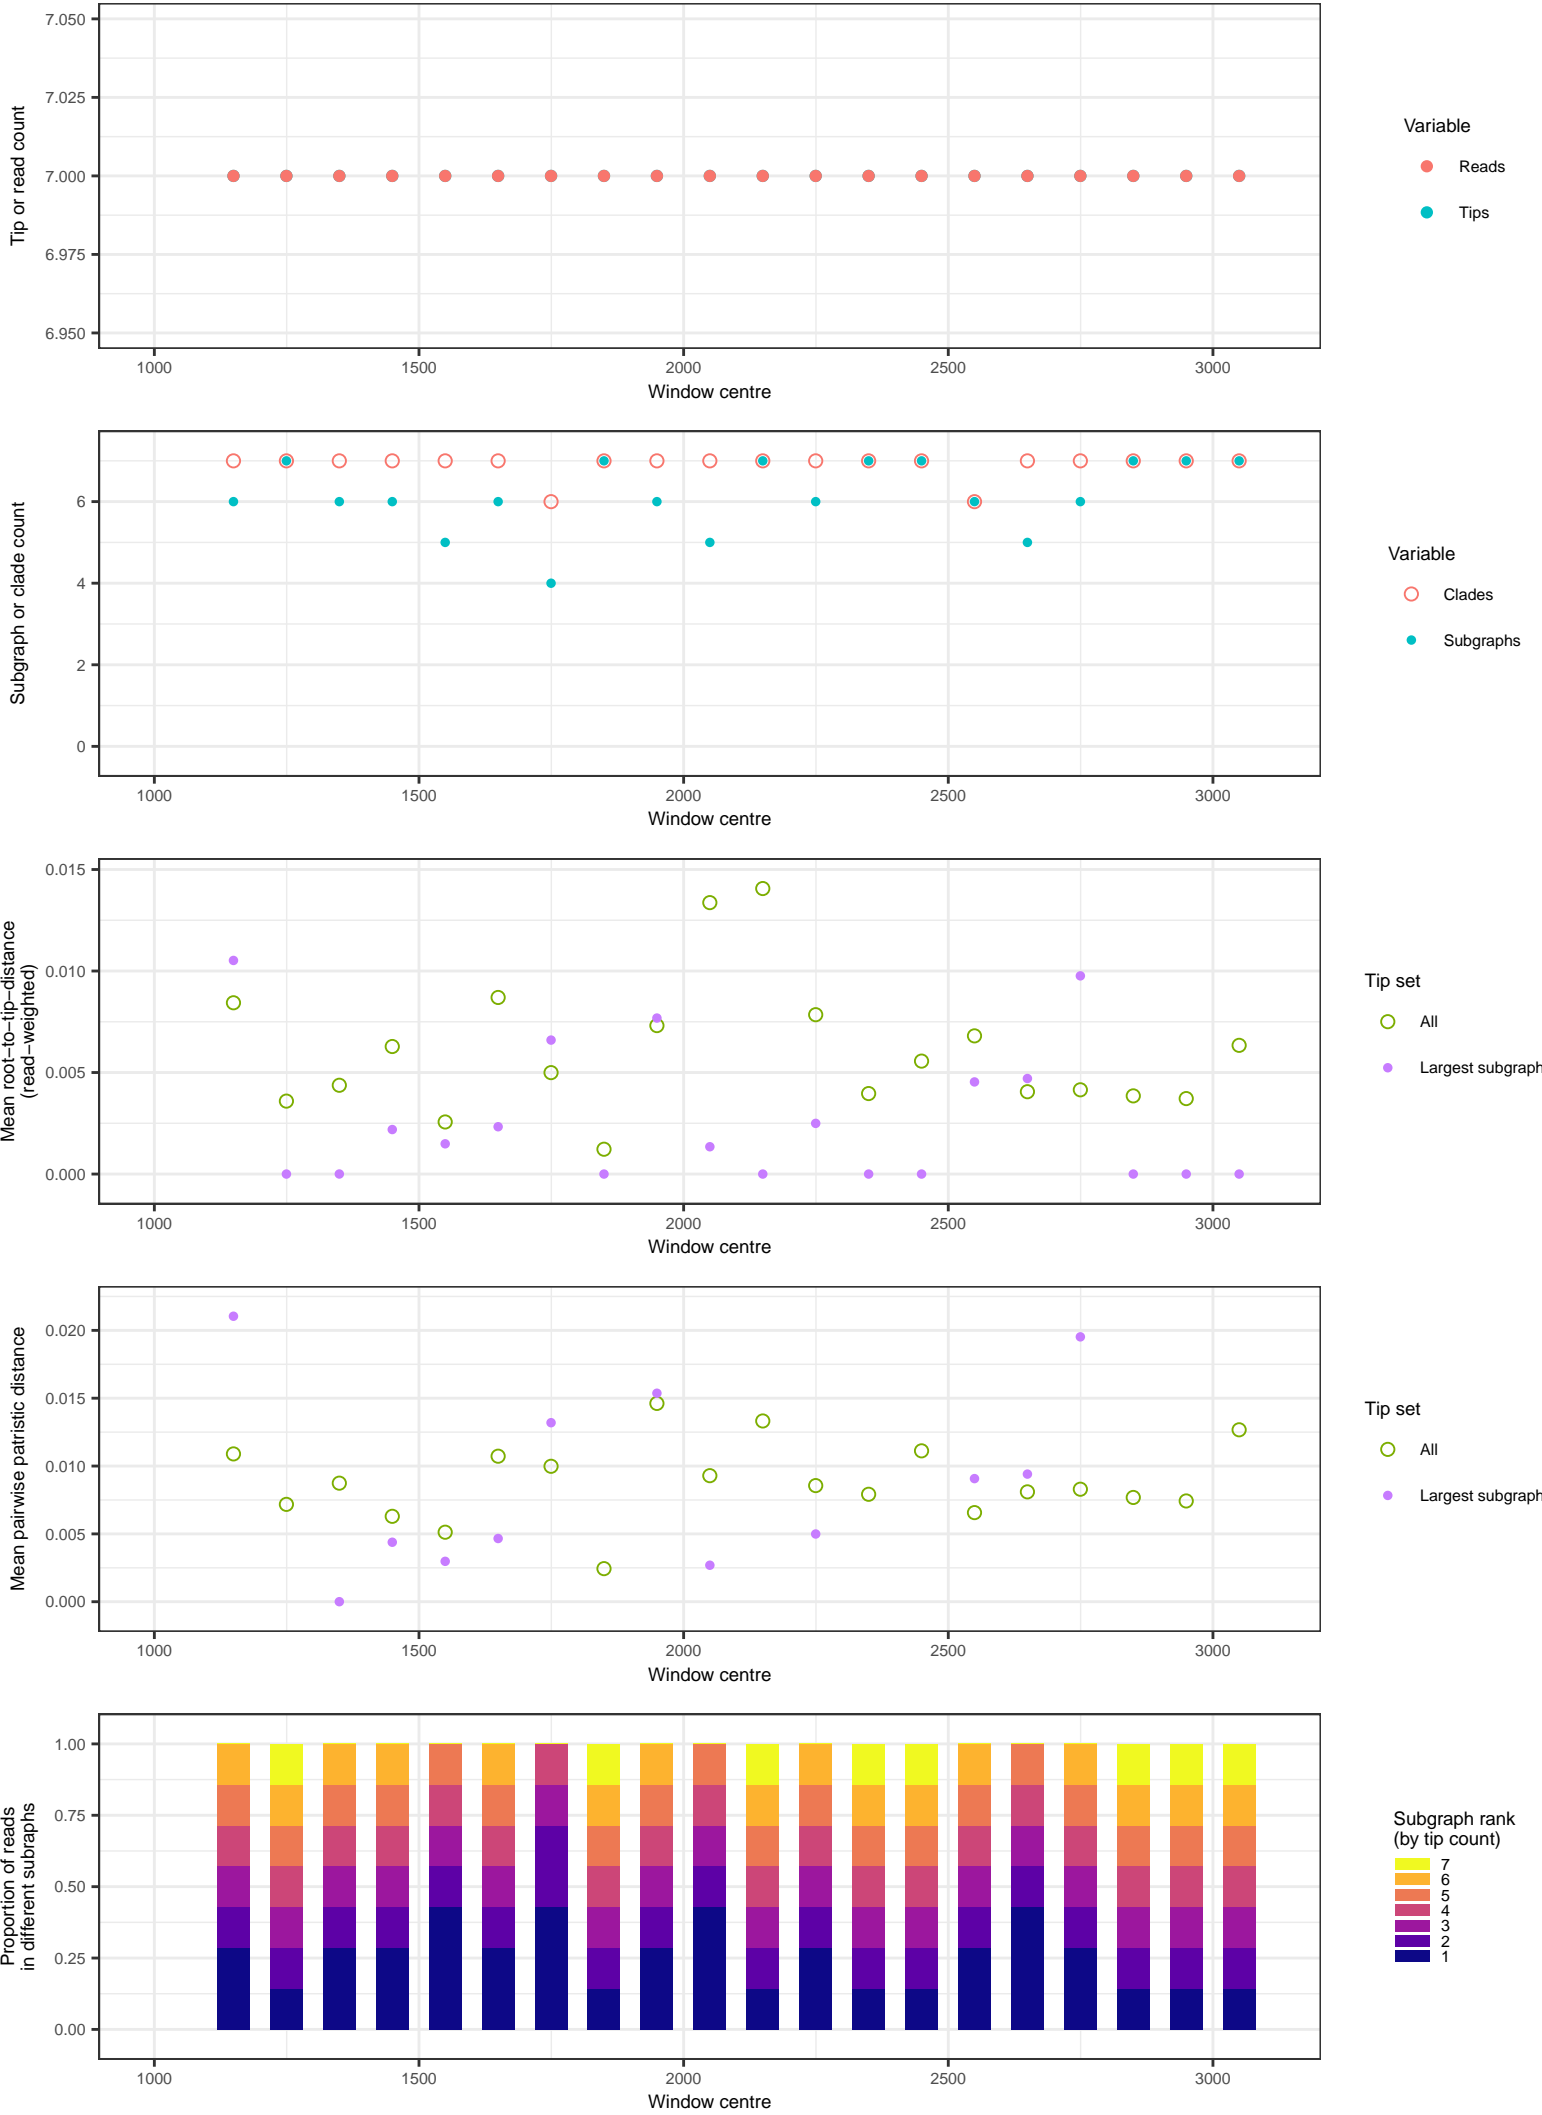 7.050
7.025
7.000
6.975
6.950
Tip or read count
1000 1500 2000 2500 3000
Window centre
Variable
Reads
Tips
6
4
2
0
Subgraph or clade count
1000 1500 2000 2500 3000
Window centre
Variable
Clades
Subgraphs
0.015
0.010
0.005
0.000
Mean root−to−tip−distance
(read−weighted)
1000 1500 2000 2500 3000
Window centre
Tip set
All
Largest subgraph
0.020
0.015
0.010
0.005
0.000
Mean pairwise patristic distance
1000 1500 2000 2500 3000
Window centre
Tip set
All
Largest subgraph
1.00
0.75
0.50
0.25
0.00
Proportion of reads
in different subraphs
1000 1500 2000 2500 3000
Window centre
Subgraph rank
(by tip count)
7
6
5
4
3
2
1